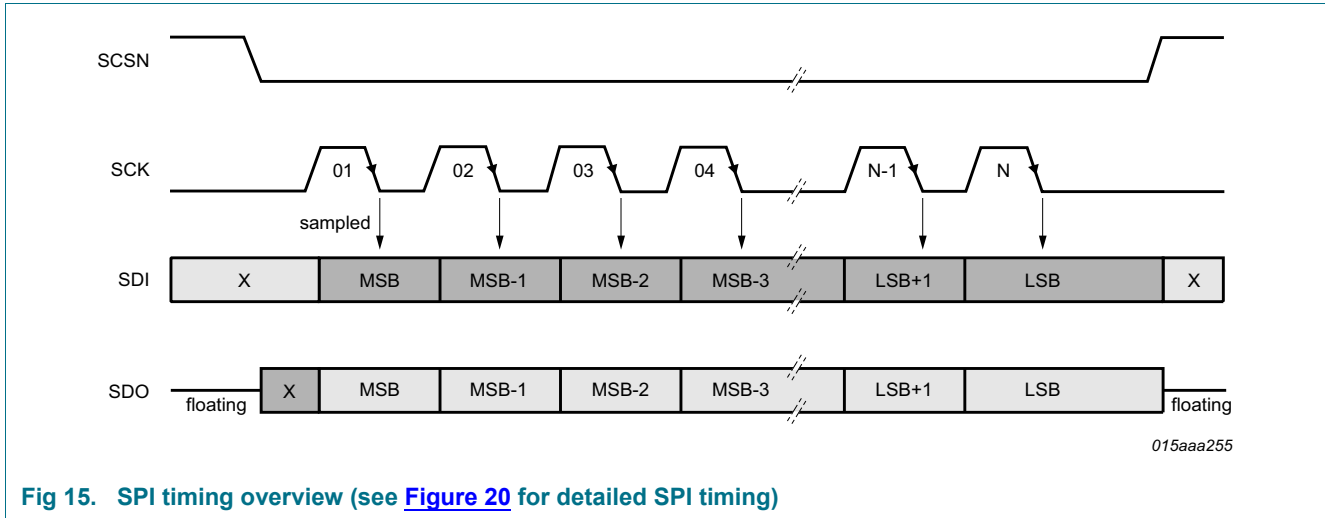 SCSN
SCK 01 02 03 04 N-1 N
sampled
SDI X MSB MSB-1 MSB-2 MSB-3 LSB+1 LSB X
SDO floating X MSB MSB-1 MSB-2 MSB-3 LSB+1 LSB floating
015aaa255
Fig 15. SPI timing overview (see Figure 20 for detailed SPI timing)